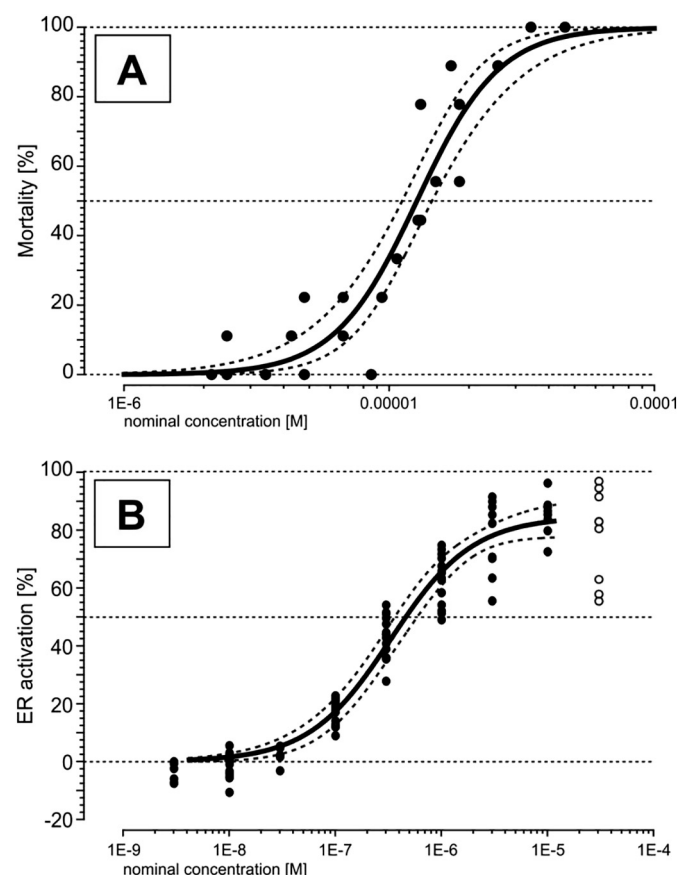 100
A
80
60
40
20
0
Mortality [%]
1E-6 0.00001 0.0001
nominal concentration [M]
100
B
80
60
40
20
0
-20
ER activation [%]
1E-9 1E-8 1E-7 1E-6 1E-5 1E-4
nominal concentration [M]